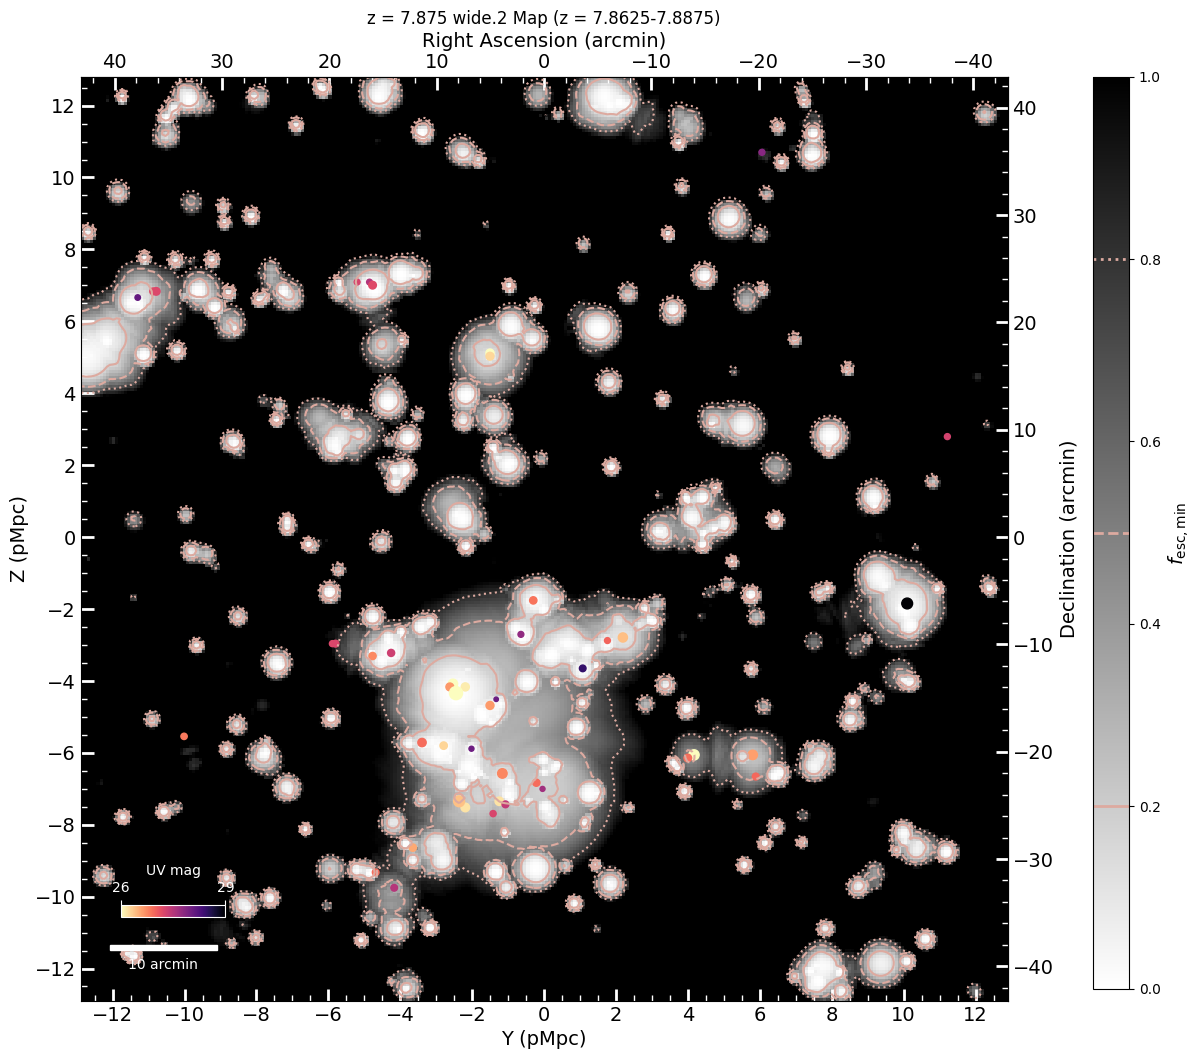 z = 7.875 wide.2 Map (z = 7.8625-7.8875)
Right Ascension (arcmin)
40 30 20 10 0 −10 −20 −30 −40
12 10 8 6 4 2 0 −2 −4 −6 −8 −10 −12
Z (pMpc)
40 30 20 10 0 −10 −20 −30 −40
Declination (arcmin)
1.0 0.8 0.6 0.4 0.2 0.0
fesc,min
UV mag
26 29
10 arcmin
−12 −10 −8 −6 −4 −2 0 2 4 6 8 10 12
Y (pMpc)